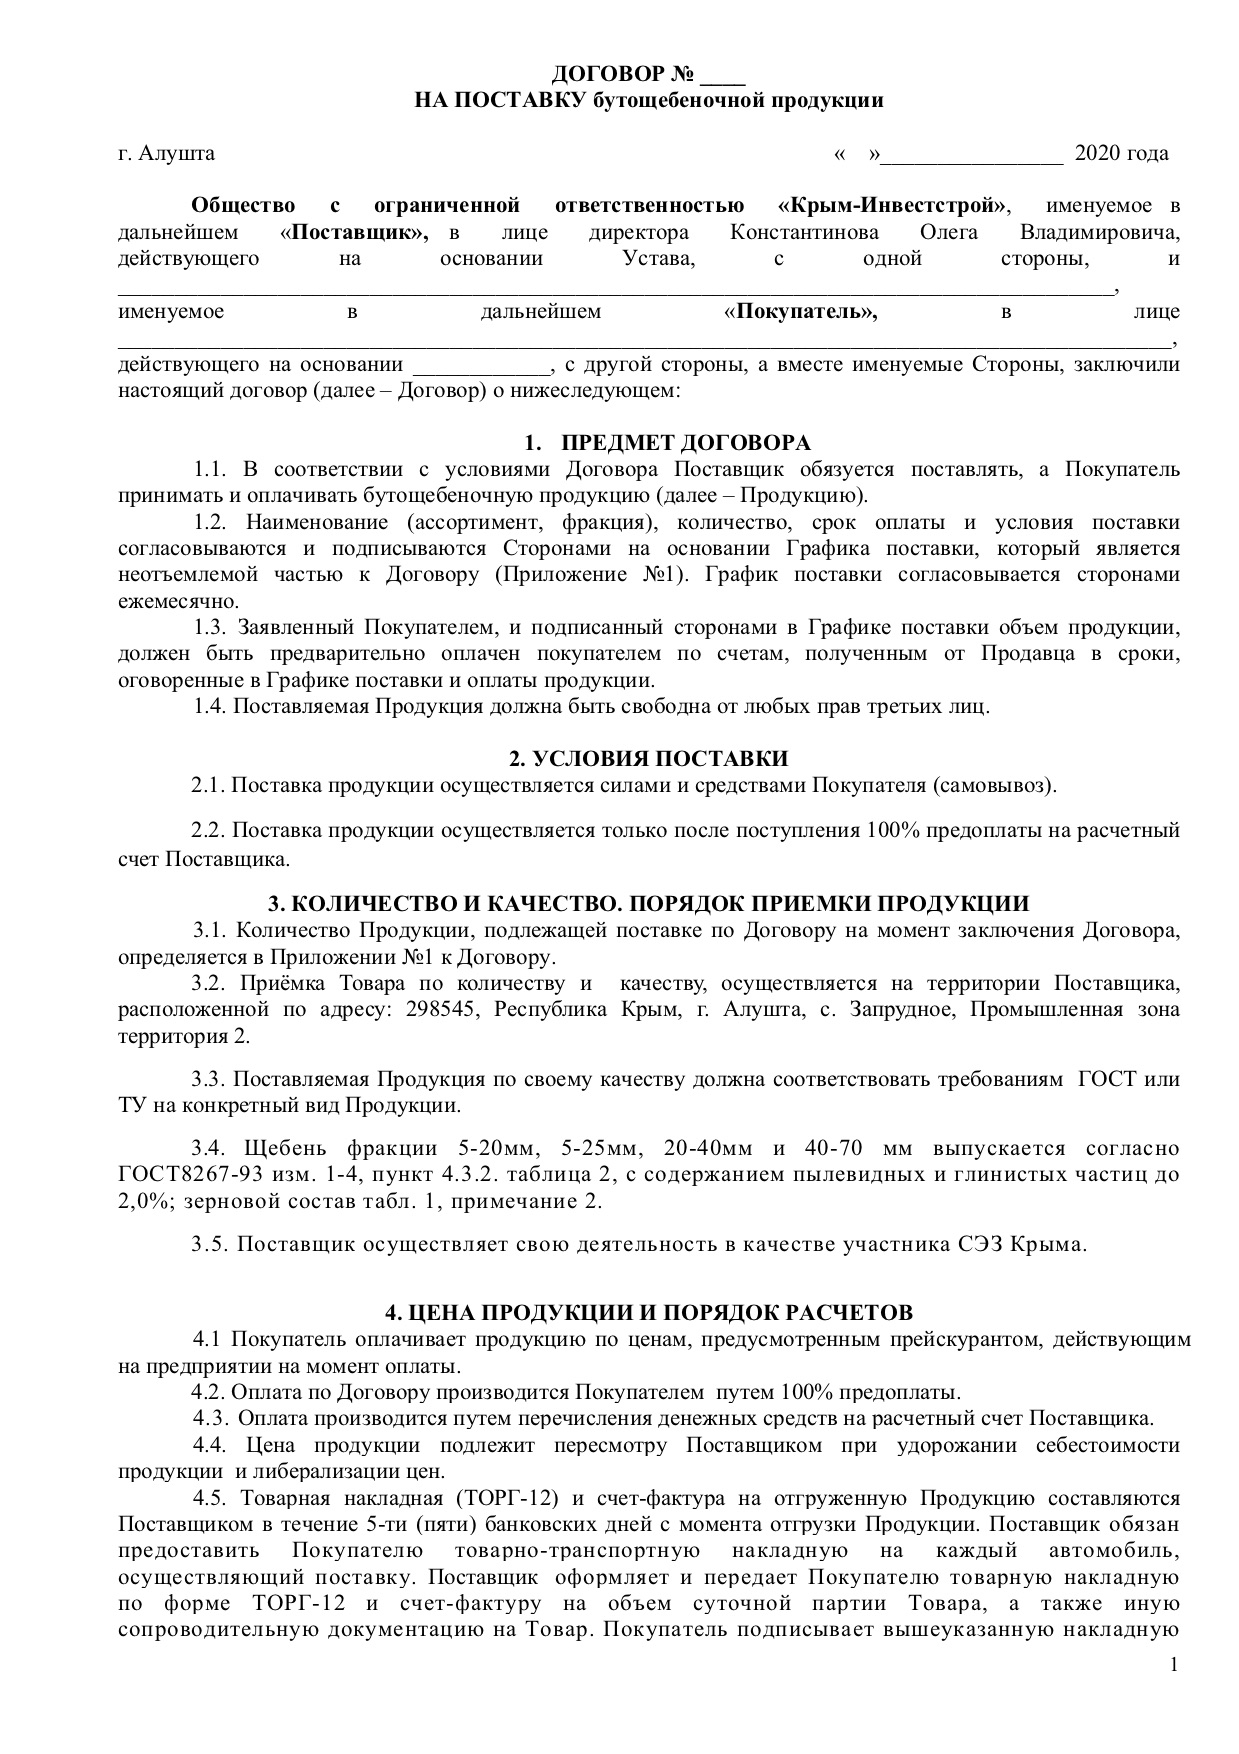 ДОГОВОР № ____
НА ПОСТАВКУ бутощебеночной продукции
г. Алушта « »________________ 2020 года
Общество с ограниченной ответственностью «Крым-Инвестстрой», именуемое в
дальнейшем «Поставщик», в лице директора Константинова Олега Владимировича,
действующего на основании Устава, с одной стороны, и
_______________________________________________________________________________________,
именуемое в дальнейшем «Покупатель», в лице
____________________________________________________________________________________________,
действующего на основании ____________, с другой стороны, а вместе именуемые Стороны, заключили
настоящий договор (далее – Договор) о нижеследующем:
1. ПРЕДМЕТ ДОГОВОРА
1.1. В соответствии с условиями Договора Поставщик обязуется поставлять, а Покупатель
принимать и оплачивать бутощебеночную продукцию (далее – Продукцию).
1.2. Наименование (ассортимент, фракция), количество, срок оплаты и условия поставки
согласовываются и подписываются Сторонами на основании Графика поставки, который является
неотъемлемой частью к Договору (Приложение №1). График поставки согласовывается сторонами
ежемесячно.
1.3. Заявленный Покупателем, и подписанный сторонами в Графике поставки объем продукции,
должен быть предварительно оплачен покупателем по счетам, полученным от Продавца в сроки,
оговоренные в Графике поставки и оплаты продукции.
1.4. Поставляемая Продукция должна быть свободна от любых прав третьих лиц.
2. УСЛОВИЯ ПОСТАВКИ
2.1. Поставка продукции осуществляется силами и средствами Покупателя (самовывоз).
2.2. Поставка продукции осуществляется только после поступления 100% предоплаты на расчетный
счет Поставщика.
3. КОЛИЧЕСТВО И КАЧЕСТВО. ПОРЯДОК ПРИЕМКИ ПРОДУКЦИИ
3.1. Количество Продукции, подлежащей поставке по Договору на момент заключения Договора,
определяется в Приложении №1 к Договору.
3.2. Приёмка Товара по количеству и качеству, осуществляется на территории Поставщика,
расположенной по адресу: 298545, Республика Крым, г. Алушта, с. Запрудное, Промышленная зона
территория 2.
3.3. Поставляемая Продукция по своему качеству должна соответствовать требованиям ГОСТ или
ТУ на конкретный вид Продукции.
3.4. Щебень фракции 5-20мм, 5-25мм, 20-40мм и 40-70 мм выпускается согласно
ГОСТ8267-93 изм. 1-4, пункт 4.3.2. таблица 2, с содержанием пылевидных и глинистых частиц до
2,0%; зерновой состав табл. 1, примечание 2.
3.5. Поставщик осуществляет свою деятельность в качестве участника СЭЗ Крыма.
4. ЦЕНА ПРОДУКЦИИ И ПОРЯДОК РАСЧЕТОВ
4.1 Покупатель оплачивает продукцию по ценам, предусмотренным прейскурантом, действующим
на предприятии на момент оплаты.
4.2. Оплата по Договору производится Покупателем путем 100% предоплаты.
4.3. Оплата производится путем перечисления денежных средств на расчетный счет Поставщика.
4.4. Цена продукции подлежит пересмотру Поставщиком при удорожании себестоимости
продукции и либерализации цен.
4.5. Товарная накладная (ТОРГ-12) и счет-фактура на отгруженную Продукцию составляются
Поставщиком в течение 5-ти (пяти) банковских дней с момента отгрузки Продукции. Поставщик обязан
предоставить Покупателю товарно-транспортную накладную на каждый автомобиль,
осуществляющий поставку. Поставщик оформляет и передает Покупателю товарную накладную
по форме ТОРГ-12 и счет-фактуру на объем суточной партии Товара, а также иную
сопроводительную документацию на Товар. Покупатель подписывает вышеуказанную накладную
1